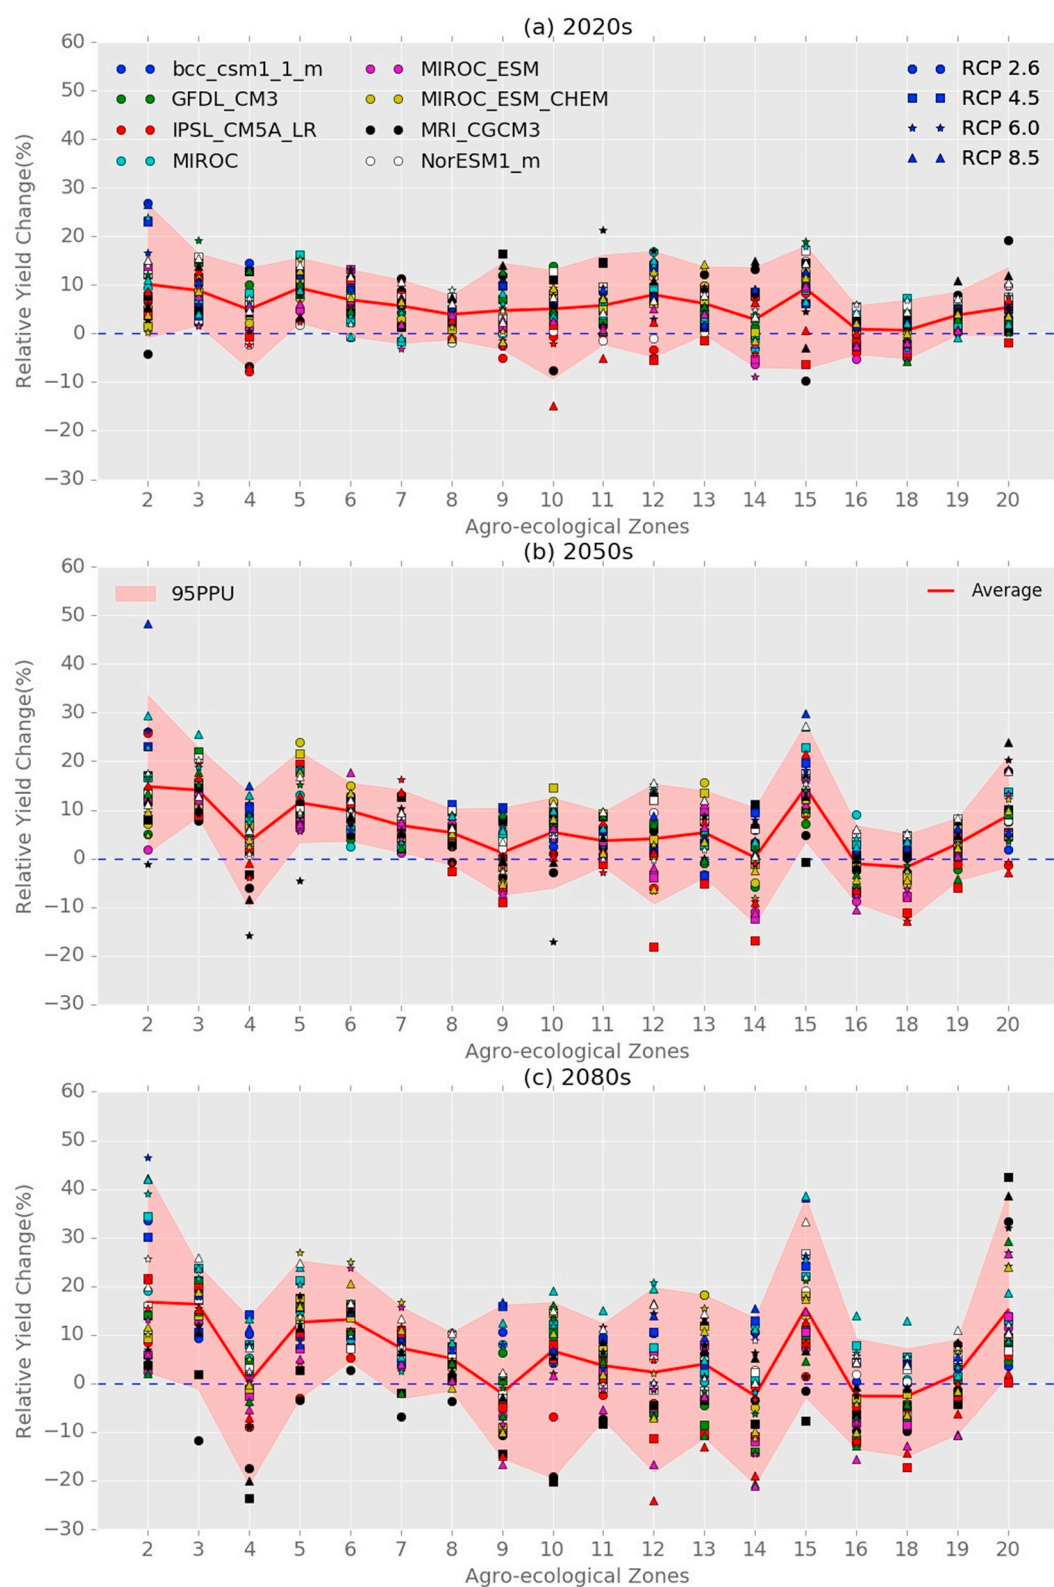 (a) 2020s
Relative Yield Change(%)
60
50
40
30
20
10
0
−10
−20
−30
bcc_csm1_1_m
GFDL_CM3
IPSL_CM5A_LR
MIROC
MIROC_ESM
MIROC_ESM_CHEM
MRI_CGCM3
NorESM1_m
RCP 2.6
RCP 4.5
RCP 6.0
RCP 8.5
2 3 4 5 6 7 8 9 10 11 12 13 14 15 16 18 19 20
Agro-ecological Zones
(b) 2050s
Relative Yield Change(%)
60
50
40
30
20
10
0
−10
−20
−30
95PPU
Average
2 3 4 5 6 7 8 9 10 11 12 13 14 15 16 18 19 20
Agro-ecological Zones
(c) 2080s
Relative Yield Change(%)
60
50
40
30
20
10
0
−10
−20
−30
2 3 4 5 6 7 8 9 10 11 12 13 14 15 16 18 19 20
Agro-ecological Zones